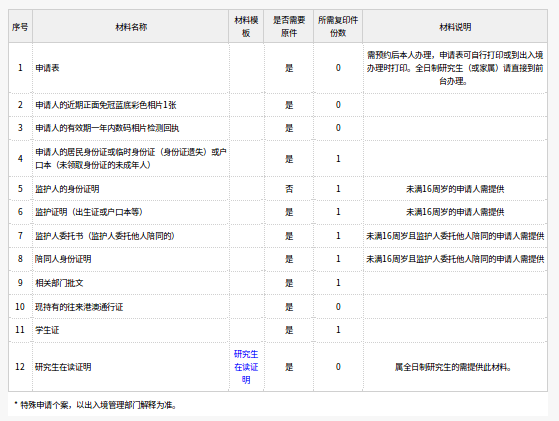 序号 材料名称 材料模板 是否需要原件 所需复印件份数 材料说明
1 申请表 是 0 需预约后本人办理，申请表可自行打印或到出入境办理时打印。全日制研究生（或家属）请直接到前台办理。
2 申请人的近期正面免冠蓝底彩色相片1张 是 0
3 申请人的有效期一年内数码相片检测回执 是 0
4 申请人的居民身份证或临时身份证（身份证遗失）或户口本（未领取身份证的未成年人） 是 1
5 监护人的身份证明 否 1 未满16周岁的申请人需提供
6 监护证明（出生证或户口本等） 是 1 未满16周岁的申请人需提供
7 监护人委托书（监护人委托他人陪同的） 是 1 未满16周岁且监护人委托他人陪同的申请人需提供
8 陪同人身份证明 是 1 未满16周岁且监护人委托他人陪同的申请人需提供
9 相关部门批文 是 1
10 现持有的往来港澳通行证 是 0
11 学生证 是 1
12 研究生在读证明 研究生在读证明 是 0 属全日制研究生的需提供此材料。
* 特殊申请个案，以出入境管理部门解释为准。